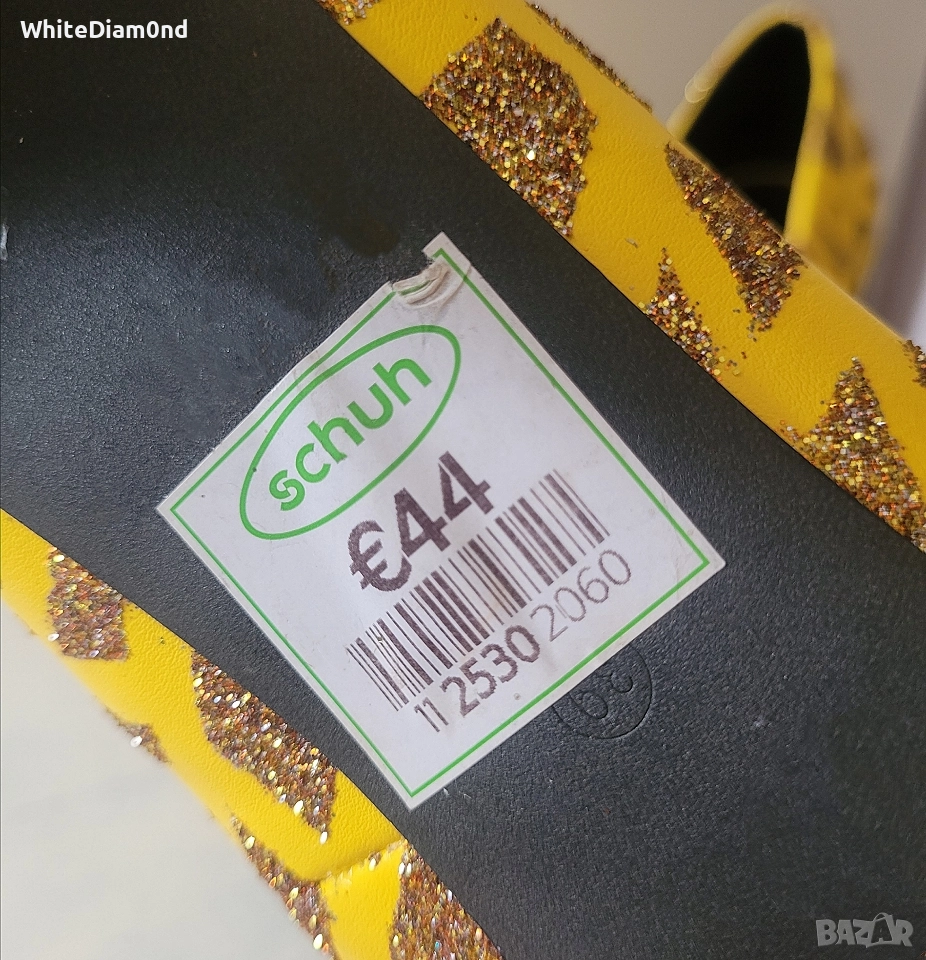 WhiteDiam0nd
schuh
€44
11 2530 2060
BAZAR